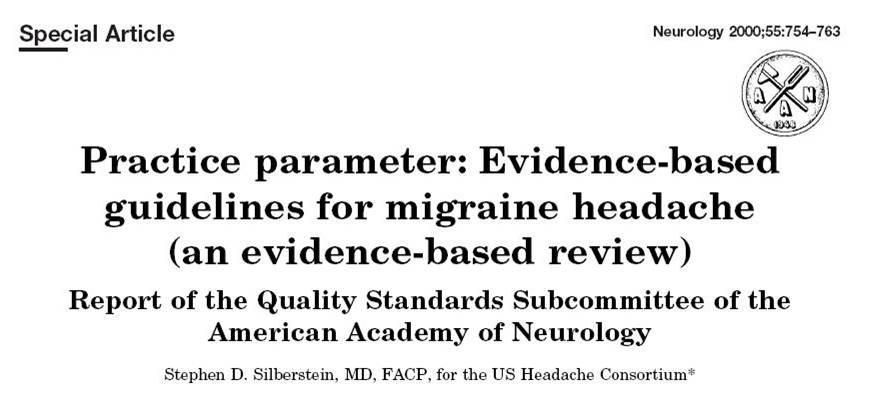 Special Article
Neurology 2000;55:754–763
A A N
1948
Practice parameter: Evidence-based
guidelines for migraine headache
(an evidence-based review)
Report of the Quality Standards Subcommittee of the
American Academy of Neurology
Stephen D. Silberstein, MD, FACP, for the US Headache Consortium*